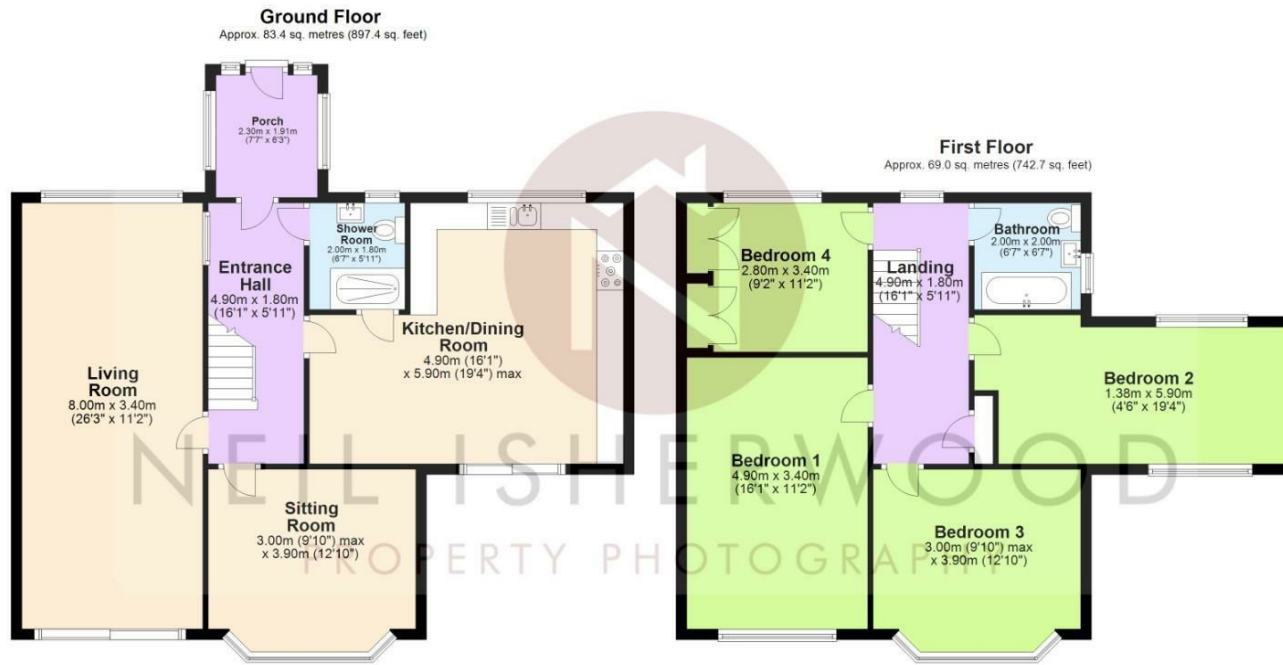 Ground Floor
Approx. 83.4 sq. metres (897.4 sq. feet)
Porch
2.30m x 1.91m
(7'7" x 6'3")
Shower
Room
2.00m x 1.80m
(6'7" x 5'11")
Entrance
Hall
4.90m x 1.80m
(16'1" x 5'11")
Kitchen/Dining
Room
4.90m (16'1")
x 5.90m (19'4") max
Living
Room
8.00m x 3.40m
(26'3" x 11'2")
Sitting
Room
3.00m (9'10") max
x 3.90m (12'10")
First Floor
Approx. 69.0 sq. metres (742.7 sq. feet)
Bedroom 4
2.80m x 3.40m
(9'2" x 11'2")
Landing
4.90m x 1.80m
(16'1" x 5'11")
Bathroom
2.00m x 2.00m
(6'7" x 6'7")
Bedroom 2
1.38m x 5.90m
(4'6" x 19'4")
Bedroom 1
4.90m x 3.40m
(16'1" x 11'2")
Bedroom 3
3.00m (9'10") max
x 3.90m (12'10")
NEIL ISHERWOOD
PROPERTY PHOTOGRAPHY